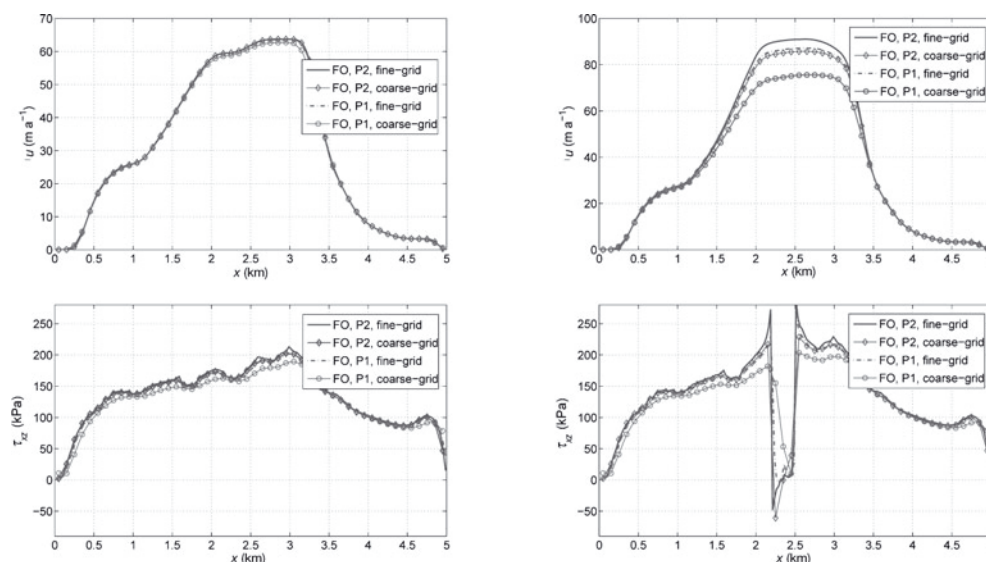 70
60
50
40
30
20
10
0
u (m a⁻¹)
FO, P2, fine-grid
FO, P2, coarse-grid
FO, P1, fine-grid
FO, P1, coarse-grid
0 0.5 1 1.5 2 2.5 3 3.5 4 4.5 5
x (km)
100
80
60
40
20
0
u (m a⁻¹)
FO, P2, fine-grid
FO, P2, coarse-grid
FO, P1, fine-grid
FO, P1, coarse-grid
0 0.5 1 1.5 2 2.5 3 3.5 4 4.5
x (km)
250
200
150
100
50
0
−50
τxz (kPa)
FO, P2, fine-grid
FO, P2, coarse-grid
FO, P1, fine-grid
FO, P1, coarse-grid
0 0.5 1 1.5 2 2.5 3 3.5 4 4.5 5
x (km)
250
200
150
100
50
0
−50
τxz (kPa)
FO, P2, fine-grid
FO, P2, coarse-grid
FO, P1, fine-grid
FO, P1, coarse-grid
0 0.5 1 1.5 2 2.5 3 3.5 4 4.5
x (km)